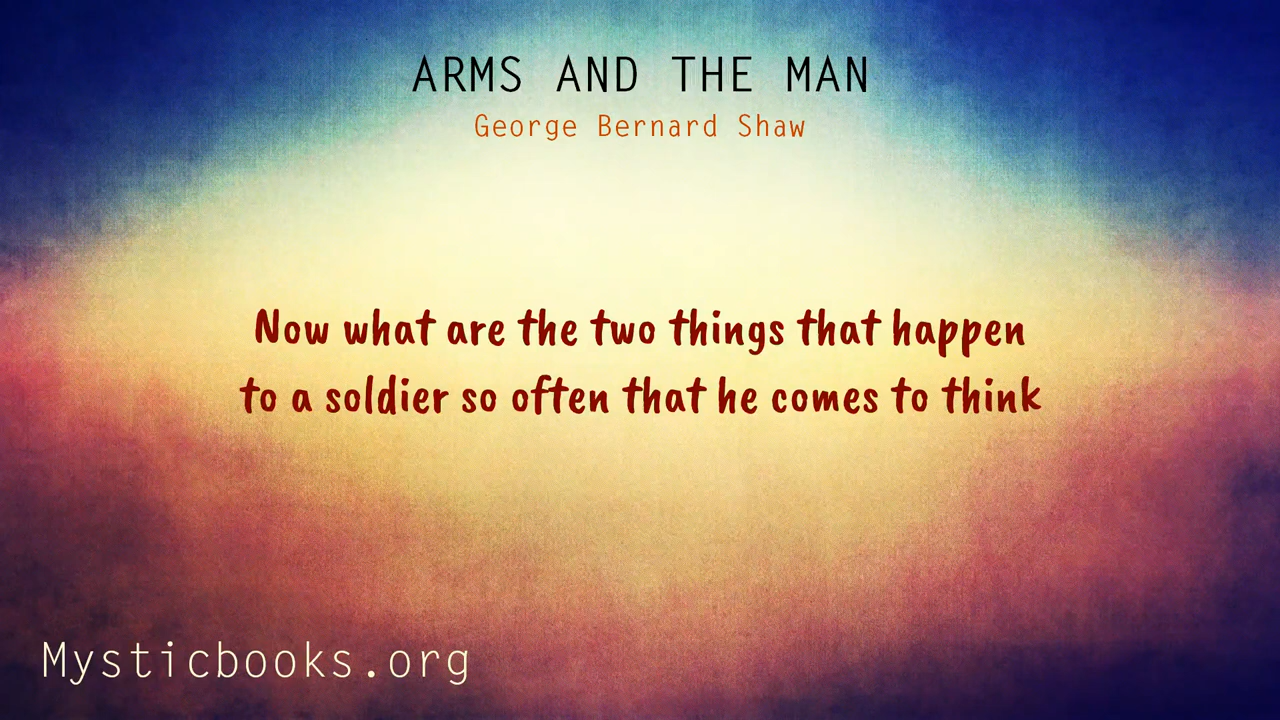 ARMS AND THE MAN
George Bernard Shaw
Now what are the two things that happen
to a soldier so often that he comes to think
Mysticbooks.org